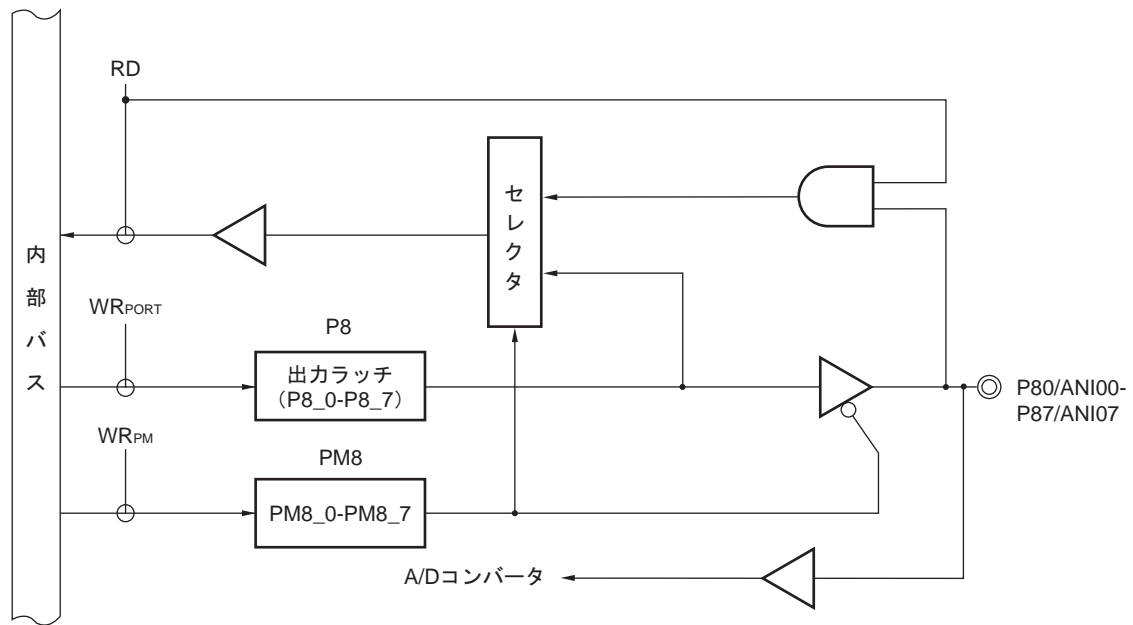 RD
セレクタ
内部バス
WRPORT
P8
出力ラッチ
(P8_0-P8_7)
P80/ANI00-
P87/ANI07
WRPM
PM8
PM8_0-PM8_7
A/Dコンバータ